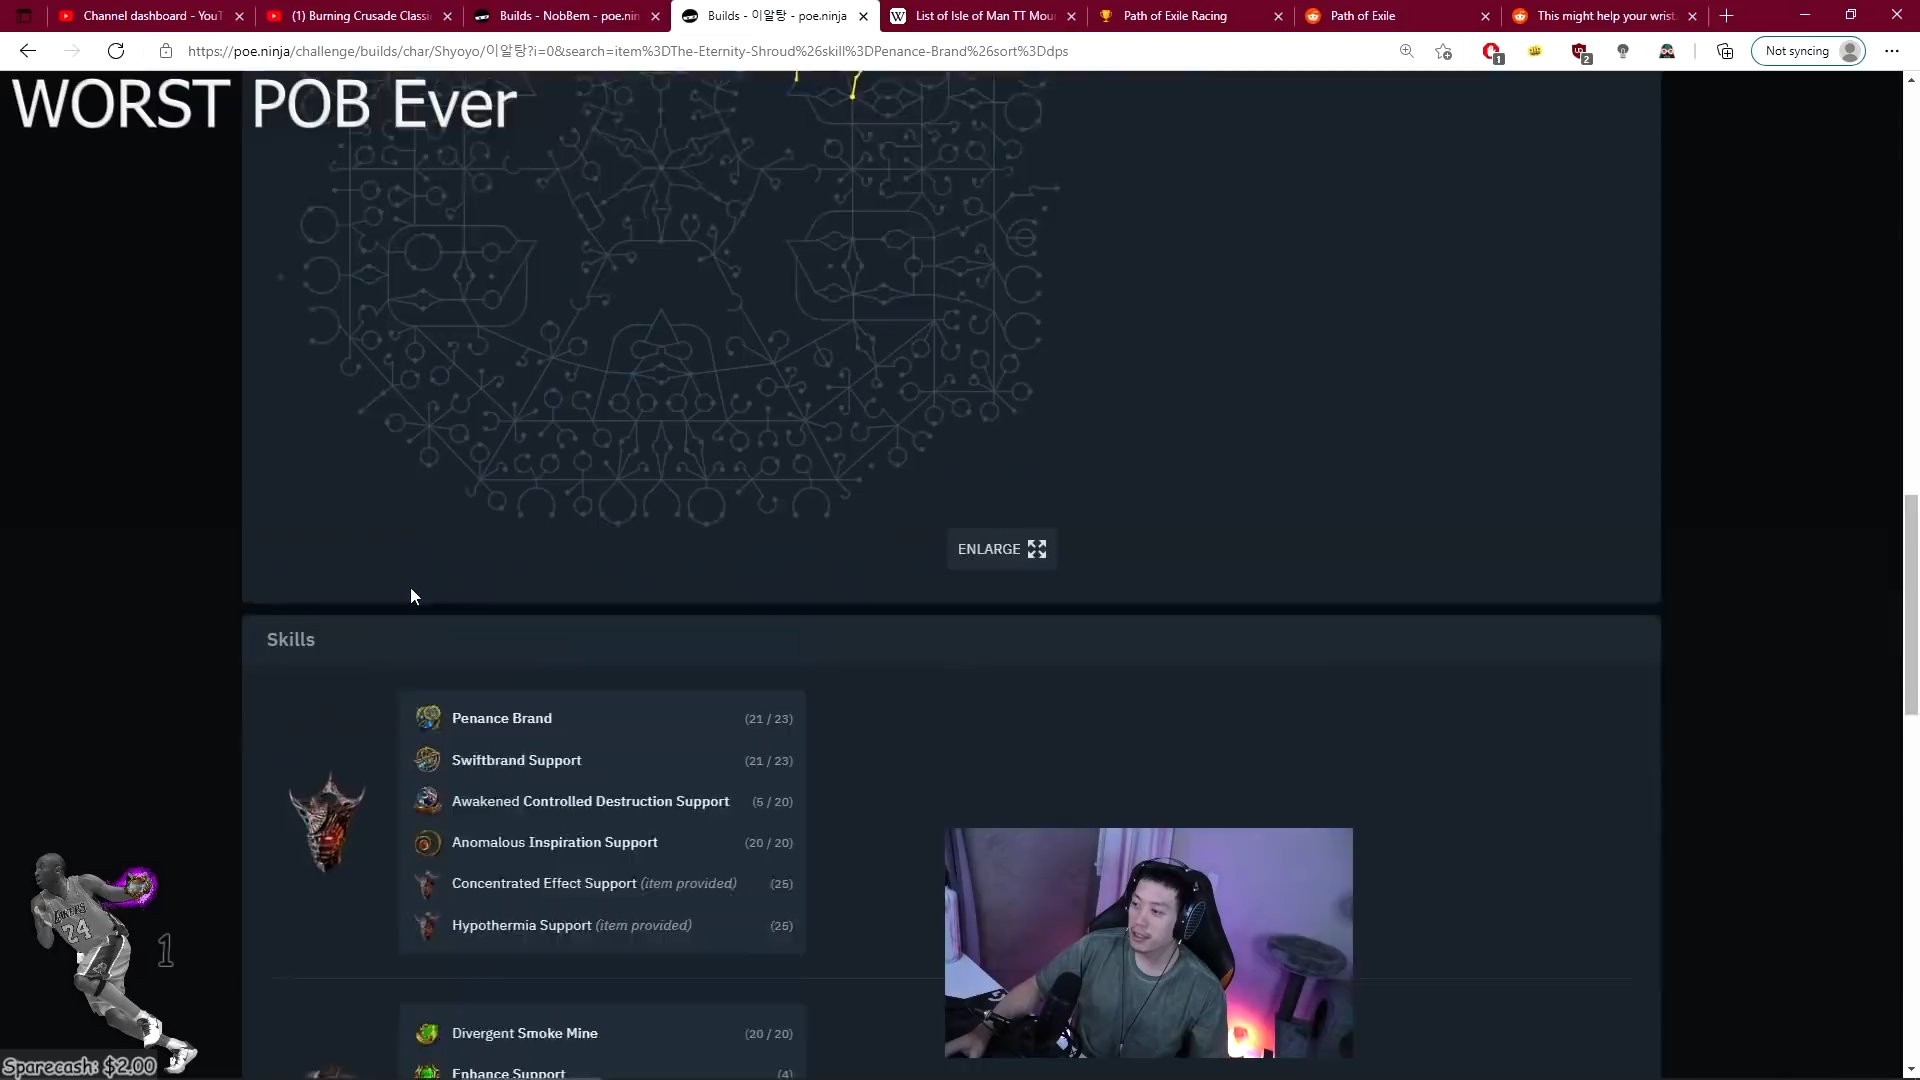 Channel dashboard - YouT
(1) Burning Crusade Classi
Builds - NobBem - poe.nin
Builds - 이알탕 - poe.ninja
List of Isle of Man TT Mou
Path of Exile Racing
Path of Exile
This might help your wrist
https://poe.ninja/challenge/builds/char/Shyoyo/이알탕?i=0&search=item%3DThe-Eternity-Shroud%26skill%3DPenance-Brand%26sort%3Ddps
1
2
Not syncing
WORST POB Ever
ENLARGE
Skills
Penance Brand (21 / 23)
Swiftbrand Support (21 / 23)
Awakened Controlled Destruction Support (5 / 20)
Anomalous Inspiration Support (20 / 20)
Concentrated Effect Support (item provided) (25)
Hypothermia Support (item provided) (25)
Divergent Smoke Mine (20 / 20)
Enhance Support (4)
LAKERS
24
1
Sparecash: $2.00